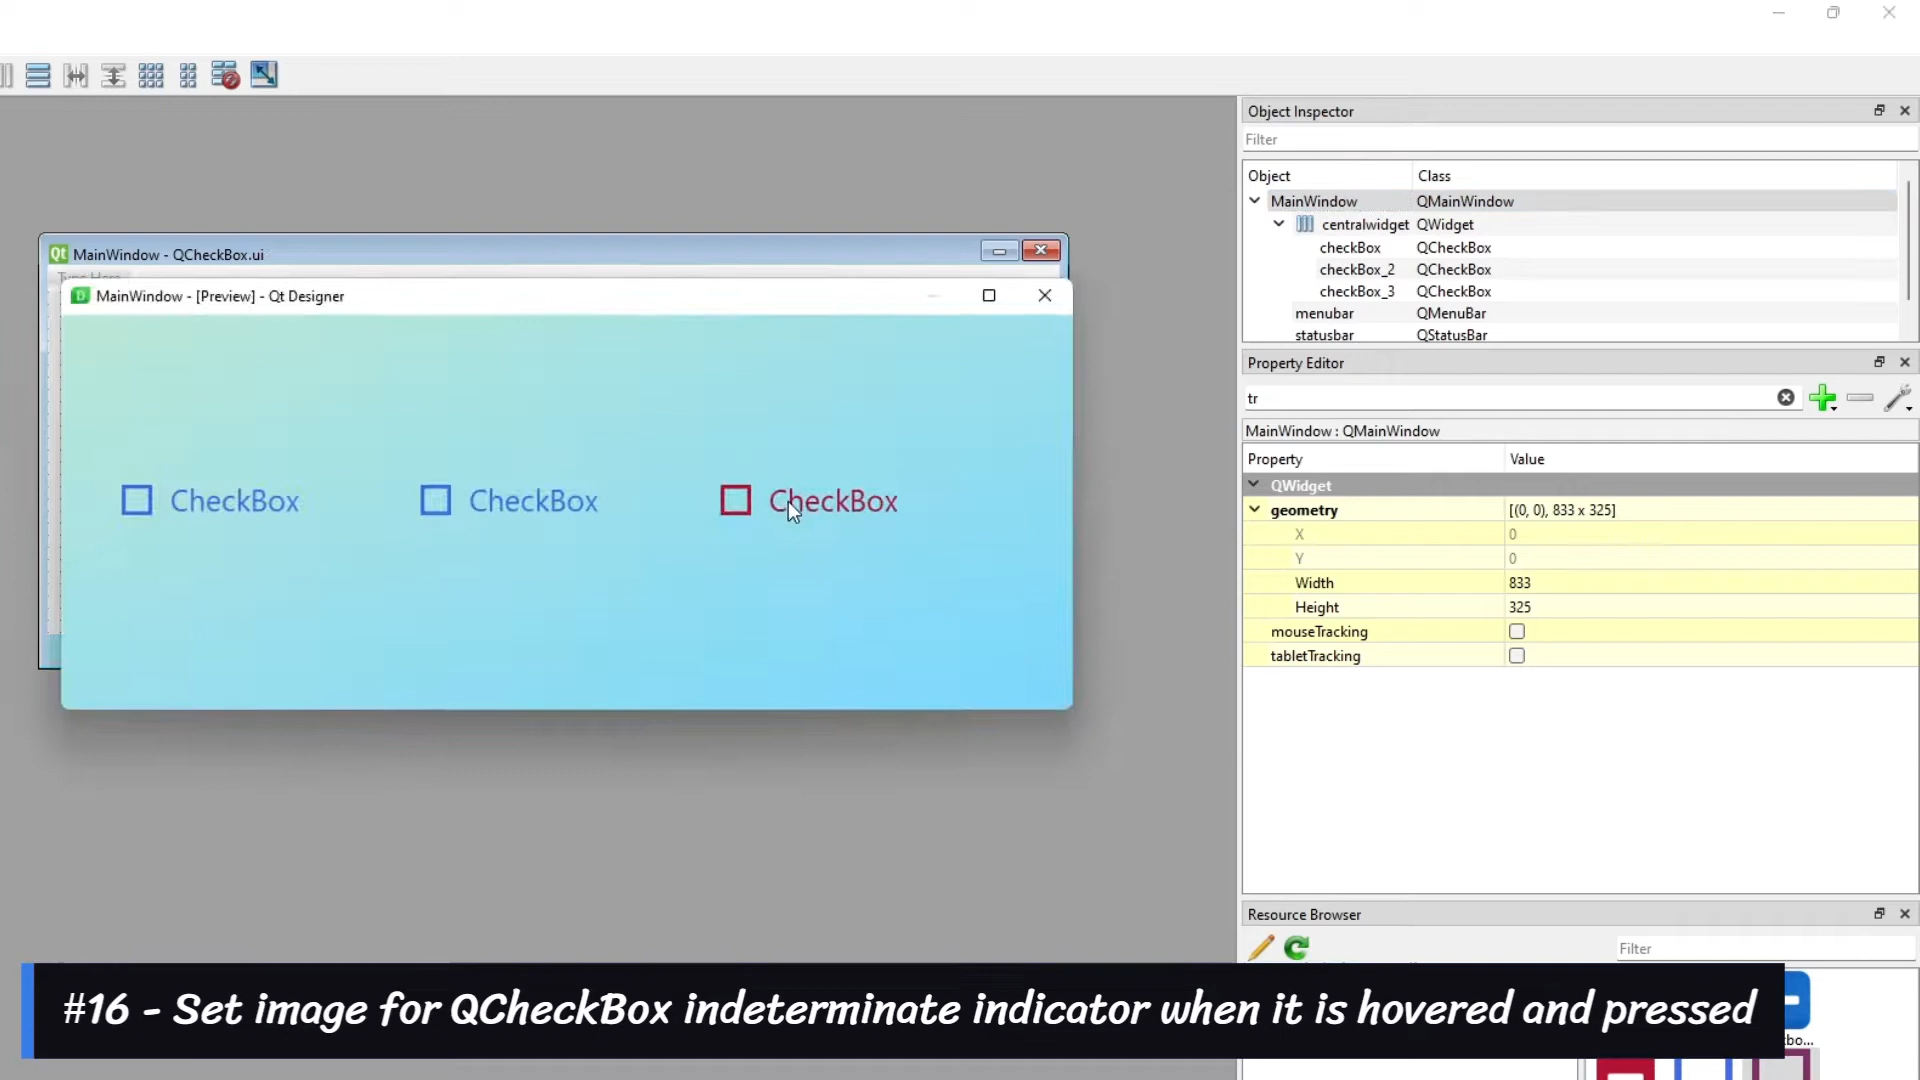 Object Inspector
Filter
Object Class
MainWindow QMainWindow
centralwidget QWidget
checkBox QCheckBox
checkBox_2 QCheckBox
checkBox_3 QCheckBox
menubar QMenuBar
statusbar QStatusBar
Qt MainWindow - QCheckBox.ui
Type Here
D MainWindow - [Preview] - Qt Designer
CheckBox CheckBox CheckBox
Property Editor
tr
MainWindow : QMainWindow
Property Value
QWidget
geometry [(0, 0), 833 x 325]
X 0
Y 0
Width 833
Height 325
mouseTracking
tabletTracking
Resource Browser
Filter
#16 - Set image for QCheckBox indeterminate indicator when it is hovered and pressed